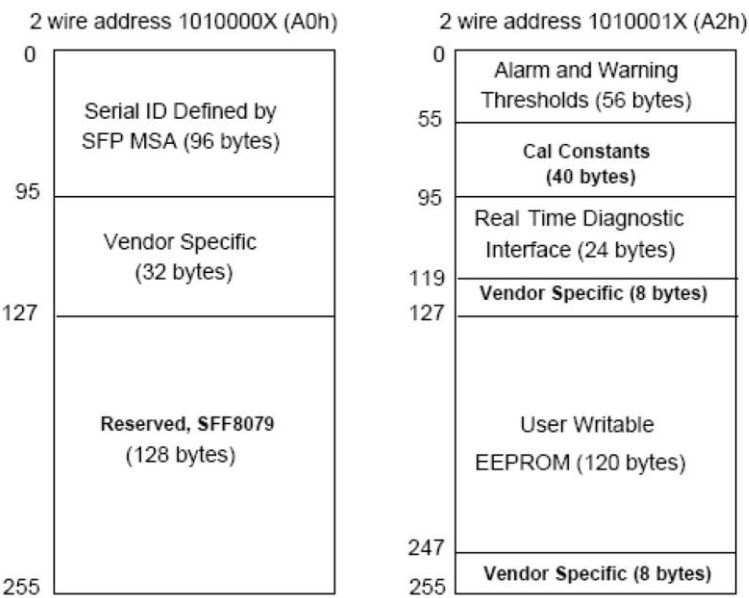 2 wire address 1010000X (A0h)
0
Serial ID Defined by
SFP MSA (96 bytes)
95
Vendor Specific
(32 bytes)
127
Reserved, SFF8079
(128 bytes)
255
2 wire address 1010001X (A2h)
0
Alarm and Warning
Thresholds (56 bytes)
55
Cal Constants
(40 bytes)
95
Real Time Diagnostic
Interface (24 bytes)
119
Vendor Specific (8 bytes)
127
User Writable
EEPROM (120 bytes)
247
Vendor Specific (8 bytes)
255